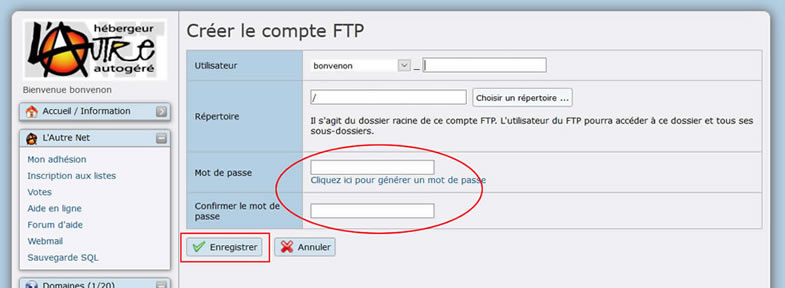 hébergeur
L'AUTRE
autogéré
Bienvenue bonvenon
Accueil / Information
L'Autre Net
Mon adhésion
Inscription aux listes
Votes
Aide en ligne
Forum d'aide
Webmail
Sauvegarde SQL
Domaines (1/20)
Créer le compte FTP
Utilisateur
bonvenon
_
Répertoire
/
Choisir un répertoire ...
Il s'agit du dossier racine de ce compte FTP. L'utilisateur du FTP pourra accéder à ce dossier et tous ses
sous-dossiers.
Mot de passe
Cliquez ici pour générer un mot de passe
Confirmer le mot de
passe
Enregistrer
Annuler